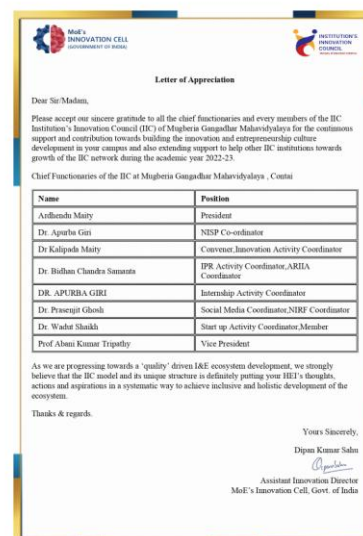 MoE's
INNOVATION CELL
(GOVERNMENT OF INDIA)
INSTITUTION'S
INNOVATION
COUNCIL
Letter of Appreciation
Dear Sir/Madam,
Please accept our sincere gratitude to all the chief functionaries and every members of the IIC
Institution's Innovation Council (IIC) of Mugberia Gangadhar Mahavidyalaya for the continuous
support and contribution towards building the innovation and entrepreneurship culture
development in your campus and also extending support to help other IIC institutions towards
growth of the IIC network during the academic year 2022-23.
Chief Functionaries of the IIC at Mugberia Gangadhar Mahavidyalaya , Contai
Name Position
Ardhendu Maity President
Dr. Apurba Giri NISP Co-ordinator
Dr Kalipada Maity Convener,Innovation Activity Coordinator
Dr. Bidhan Chandra Samanta IPR Activity Coordinator,ARIIA
Coordinator
DR. APURBA GIRI Internship Activity Coordinator
Dr. Prasenjit Ghosh Social Media Coordinator,NIRF Coordinator
Dr. Wadut Shaikh Start up Activity Coordinator,Member
Prof Abani Kumar Tripathy Vice President
As we are progressing towards a 'quality' driven I&E ecosystem development, we strongly
believe that the IIC model and its unique structure is definitely putting your HEI's thoughts,
actions and aspirations in a systematic way to achieve inclusive and holistic development of the
ecosystem.
Thanks & regards.
Yours Sincerely,
Dipan Kumar Sahu
Assistant Innovation Director
MoE's Innovation Cell, Govt. of India